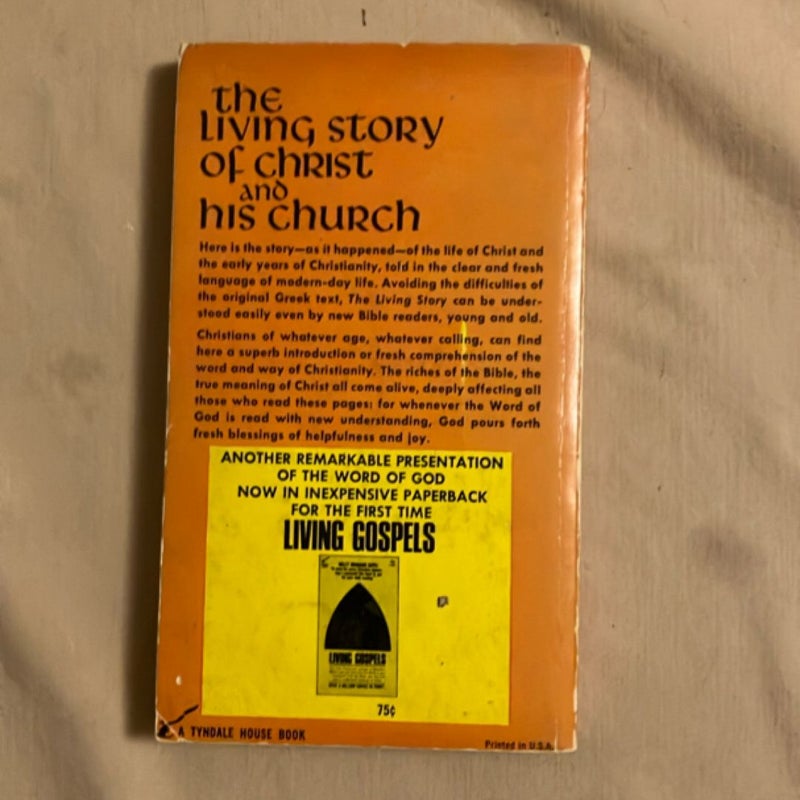 the
Living Story
of Christ
and
his Church
Here is the story—as it happened—of the life of Christ and
the early years of Christianity, told in the clear and fresh
language of modern-day life. Avoiding the difficulties of
the original Greek text, The Living Story can be under-
stood easily even by new Bible readers, young and old.
Christians of whatever age, whatever calling, can find
here a superb introduction or fresh comprehension of the
word and way of Christianity. The riches of the Bible, the
true meaning of Christ all come alive, deeply affecting all
those who read these pages: for whenever the Word of
God is read with new understanding, God pours forth
fresh blessings of helpfulness and joy.
ANOTHER REMARKABLE PRESENTATION
OF THE WORD OF GOD
NOW IN INEXPENSIVE PAPERBACK
FOR THE FIRST TIME
LIVING GOSPELS
LIVING GOSPELS
75¢
A TYNDALE HOUSE BOOK
Printed in U.S.A.